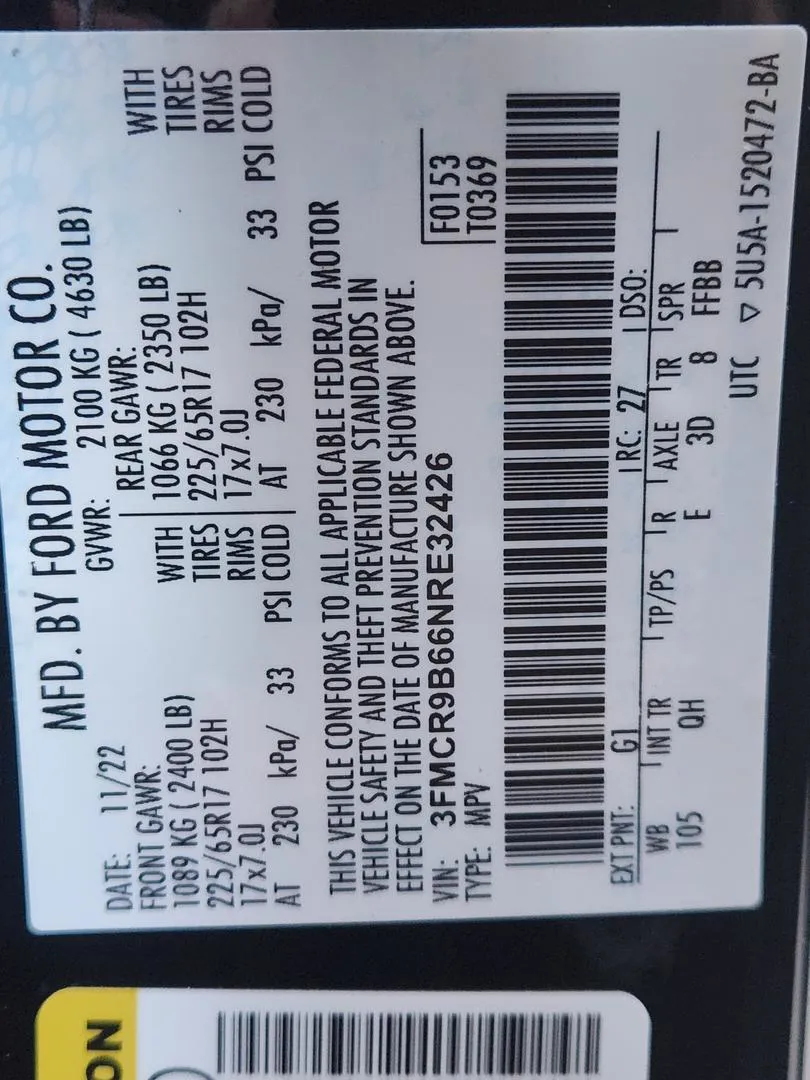 MFD. BY FORD MOTOR CO.
DATE: 11/22 GVWR: 2100 KG ( 4630 LB)
FRONT GAWR: REAR GAWR:
1089 KG ( 2400 LB) WITH 1066 KG ( 2350 LB) WITH
225/65R17 102H TIRES 225/65R17 102H TIRES
17x7.0J RIMS 17x7.0J RIMS
AT 230 kPa/ 33 PSI COLD AT 230 kPa/ 33 PSI COLD
THIS VEHICLE CONFORMS TO ALL APPLICABLE FEDERAL MOTOR
VEHICLE SAFETY AND THEFT PREVENTION STANDARDS IN
EFFECT ON THE DATE OF MANUFACTURE SHOWN ABOVE.
VIN: 3FMCR9B66NRE32426 F0153
TYPE: MPV T0369
EXT PNT: G1 RC: 27 DSO:
WB INT TR TP/PS R AXLE TR SPR
105 QH E 3D 8 FFBB
UTC ▽ 5U5A-1520472-BA
ON